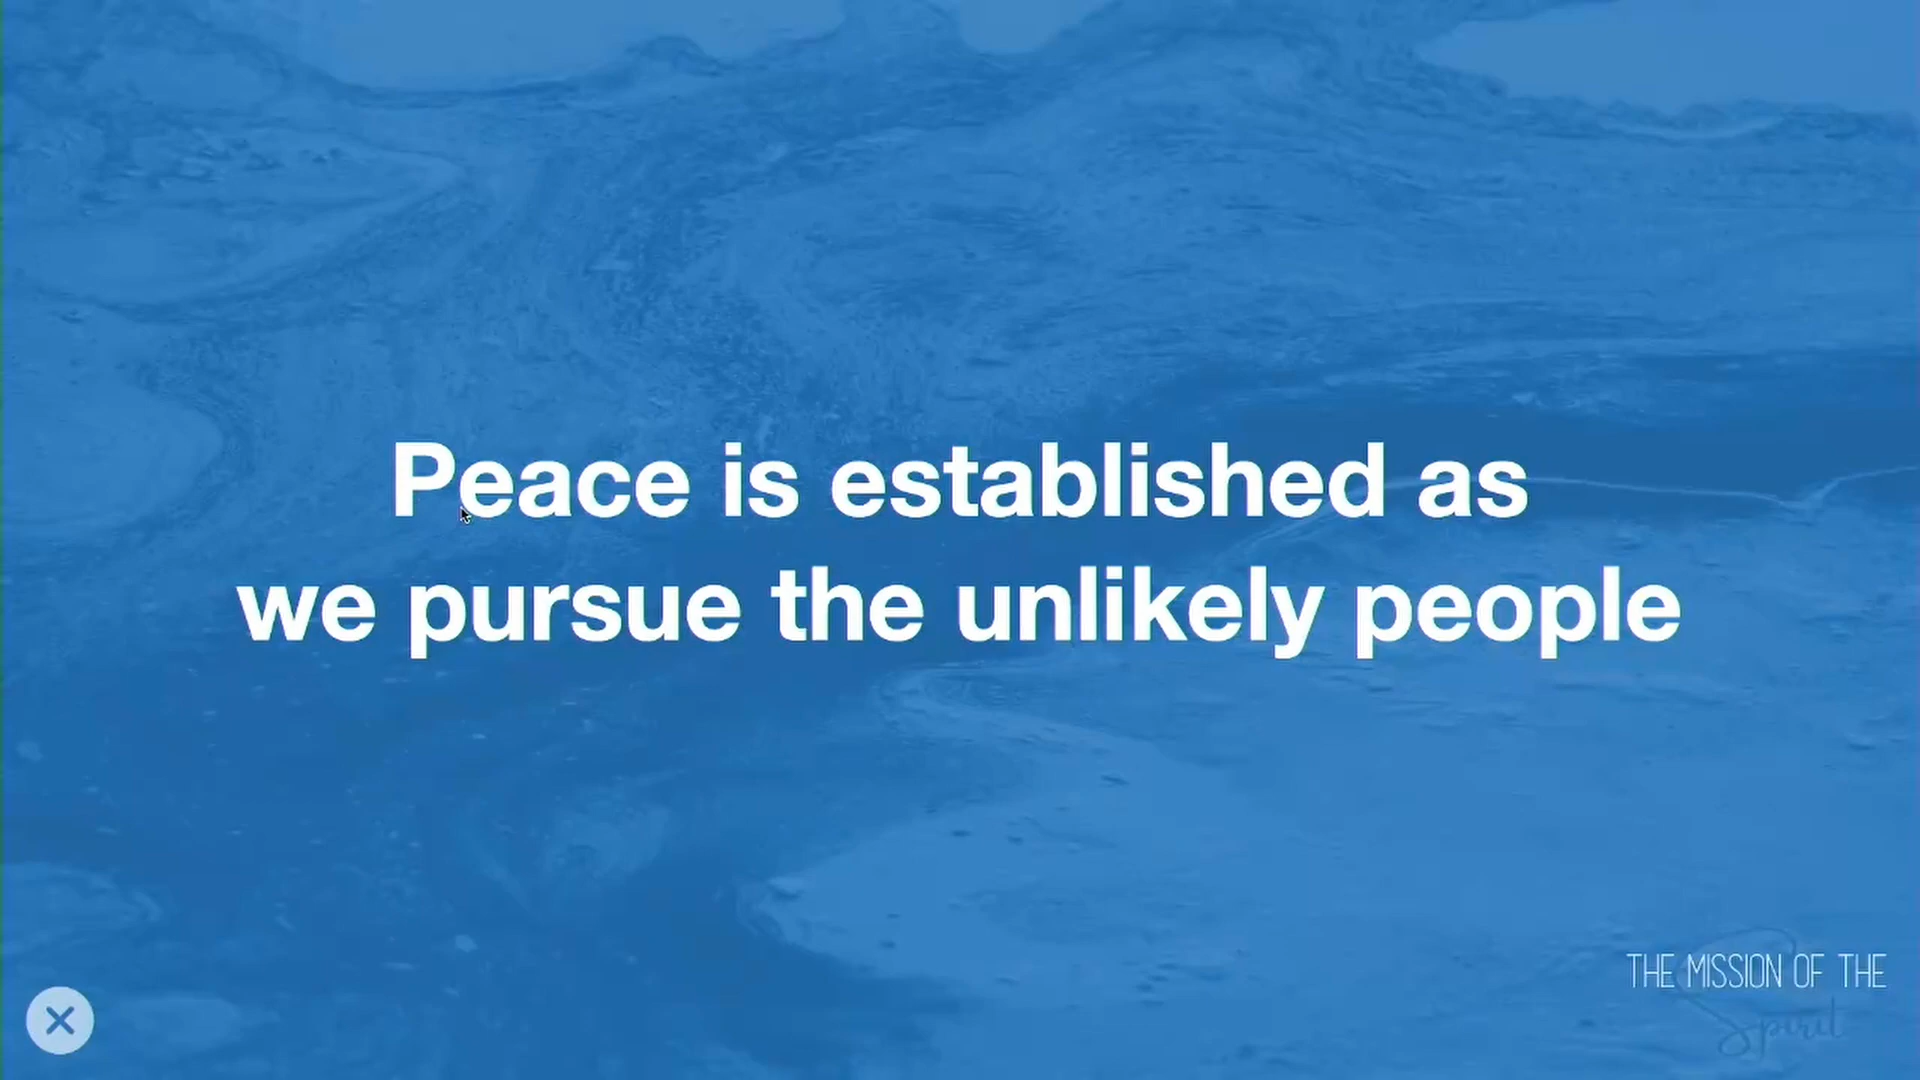 Peace is established as
we pursue the unlikely people
THE MISSION OF THE
Spirit